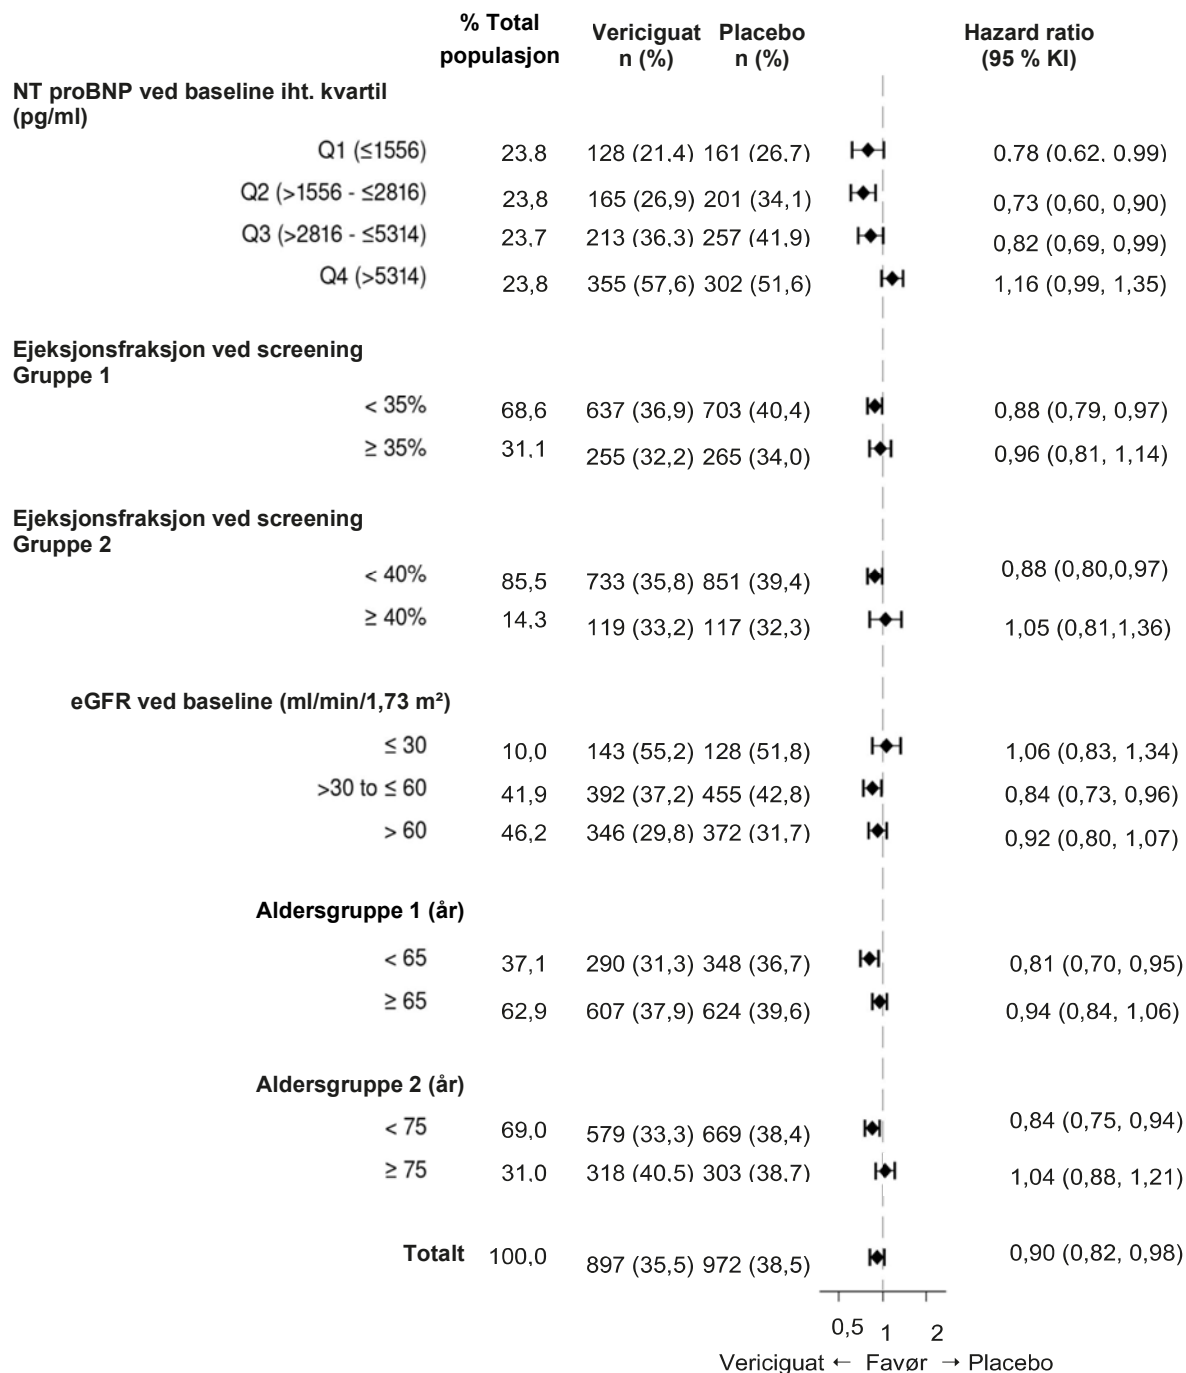 % Total populasjon Vericiguat n (%) Placebo n (%) Hazard ratio (95 % KI)
NT proBNP ved baseline iht. kvartil
(pg/ml)
Q1 (≤1556) 23,8 128 (21,4) 161 (26,7) 0,78 (0,62, 0,99)
Q2 (>1556 - ≤2816) 23,8 165 (26,9) 201 (34,1) 0,73 (0,60, 0,90)
Q3 (>2816 - ≤5314) 23,7 213 (36,3) 257 (41,9) 0,82 (0,69, 0,99)
Q4 (>5314) 23,8 355 (57,6) 302 (51,6) 1,16 (0,99, 1,35)
Ejeksjonsfraksjon ved screening
Gruppe 1
< 35% 68,6 637 (36,9) 703 (40,4) 0,88 (0,79, 0,97)
≥ 35% 31,1 255 (32,2) 265 (34,0) 0,96 (0,81, 1,14)
Ejeksjonsfraksjon ved screening
Gruppe 2
< 40% 85,5 733 (35,8) 851 (39,4) 0,88 (0,80,0,97)
≥ 40% 14,3 119 (33,2) 117 (32,3) 1,05 (0,81,1,36)
eGFR ved baseline (ml/min/1,73 m²)
≤ 30 10,0 143 (55,2) 128 (51,8) 1,06 (0,83, 1,34)
>30 to ≤ 60 41,9 392 (37,2) 455 (42,8) 0,84 (0,73, 0,96)
> 60 46,2 346 (29,8) 372 (31,7) 0,92 (0,80, 1,07)
Aldersgruppe 1 (år)
< 65 37,1 290 (31,3) 348 (36,7) 0,81 (0,70, 0,95)
≥ 65 62,9 607 (37,9) 624 (39,6) 0,94 (0,84, 1,06)
Aldersgruppe 2 (år)
< 75 69,0 579 (33,3) 669 (38,4) 0,84 (0,75, 0,94)
≥ 75 31,0 318 (40,5) 303 (38,7) 1,04 (0,88, 1,21)
Totalt 100,0 897 (35,5) 972 (38,5) 0,90 (0,82, 0,98)
0,5 1 2
Vericiguat ← Favør → Placebo